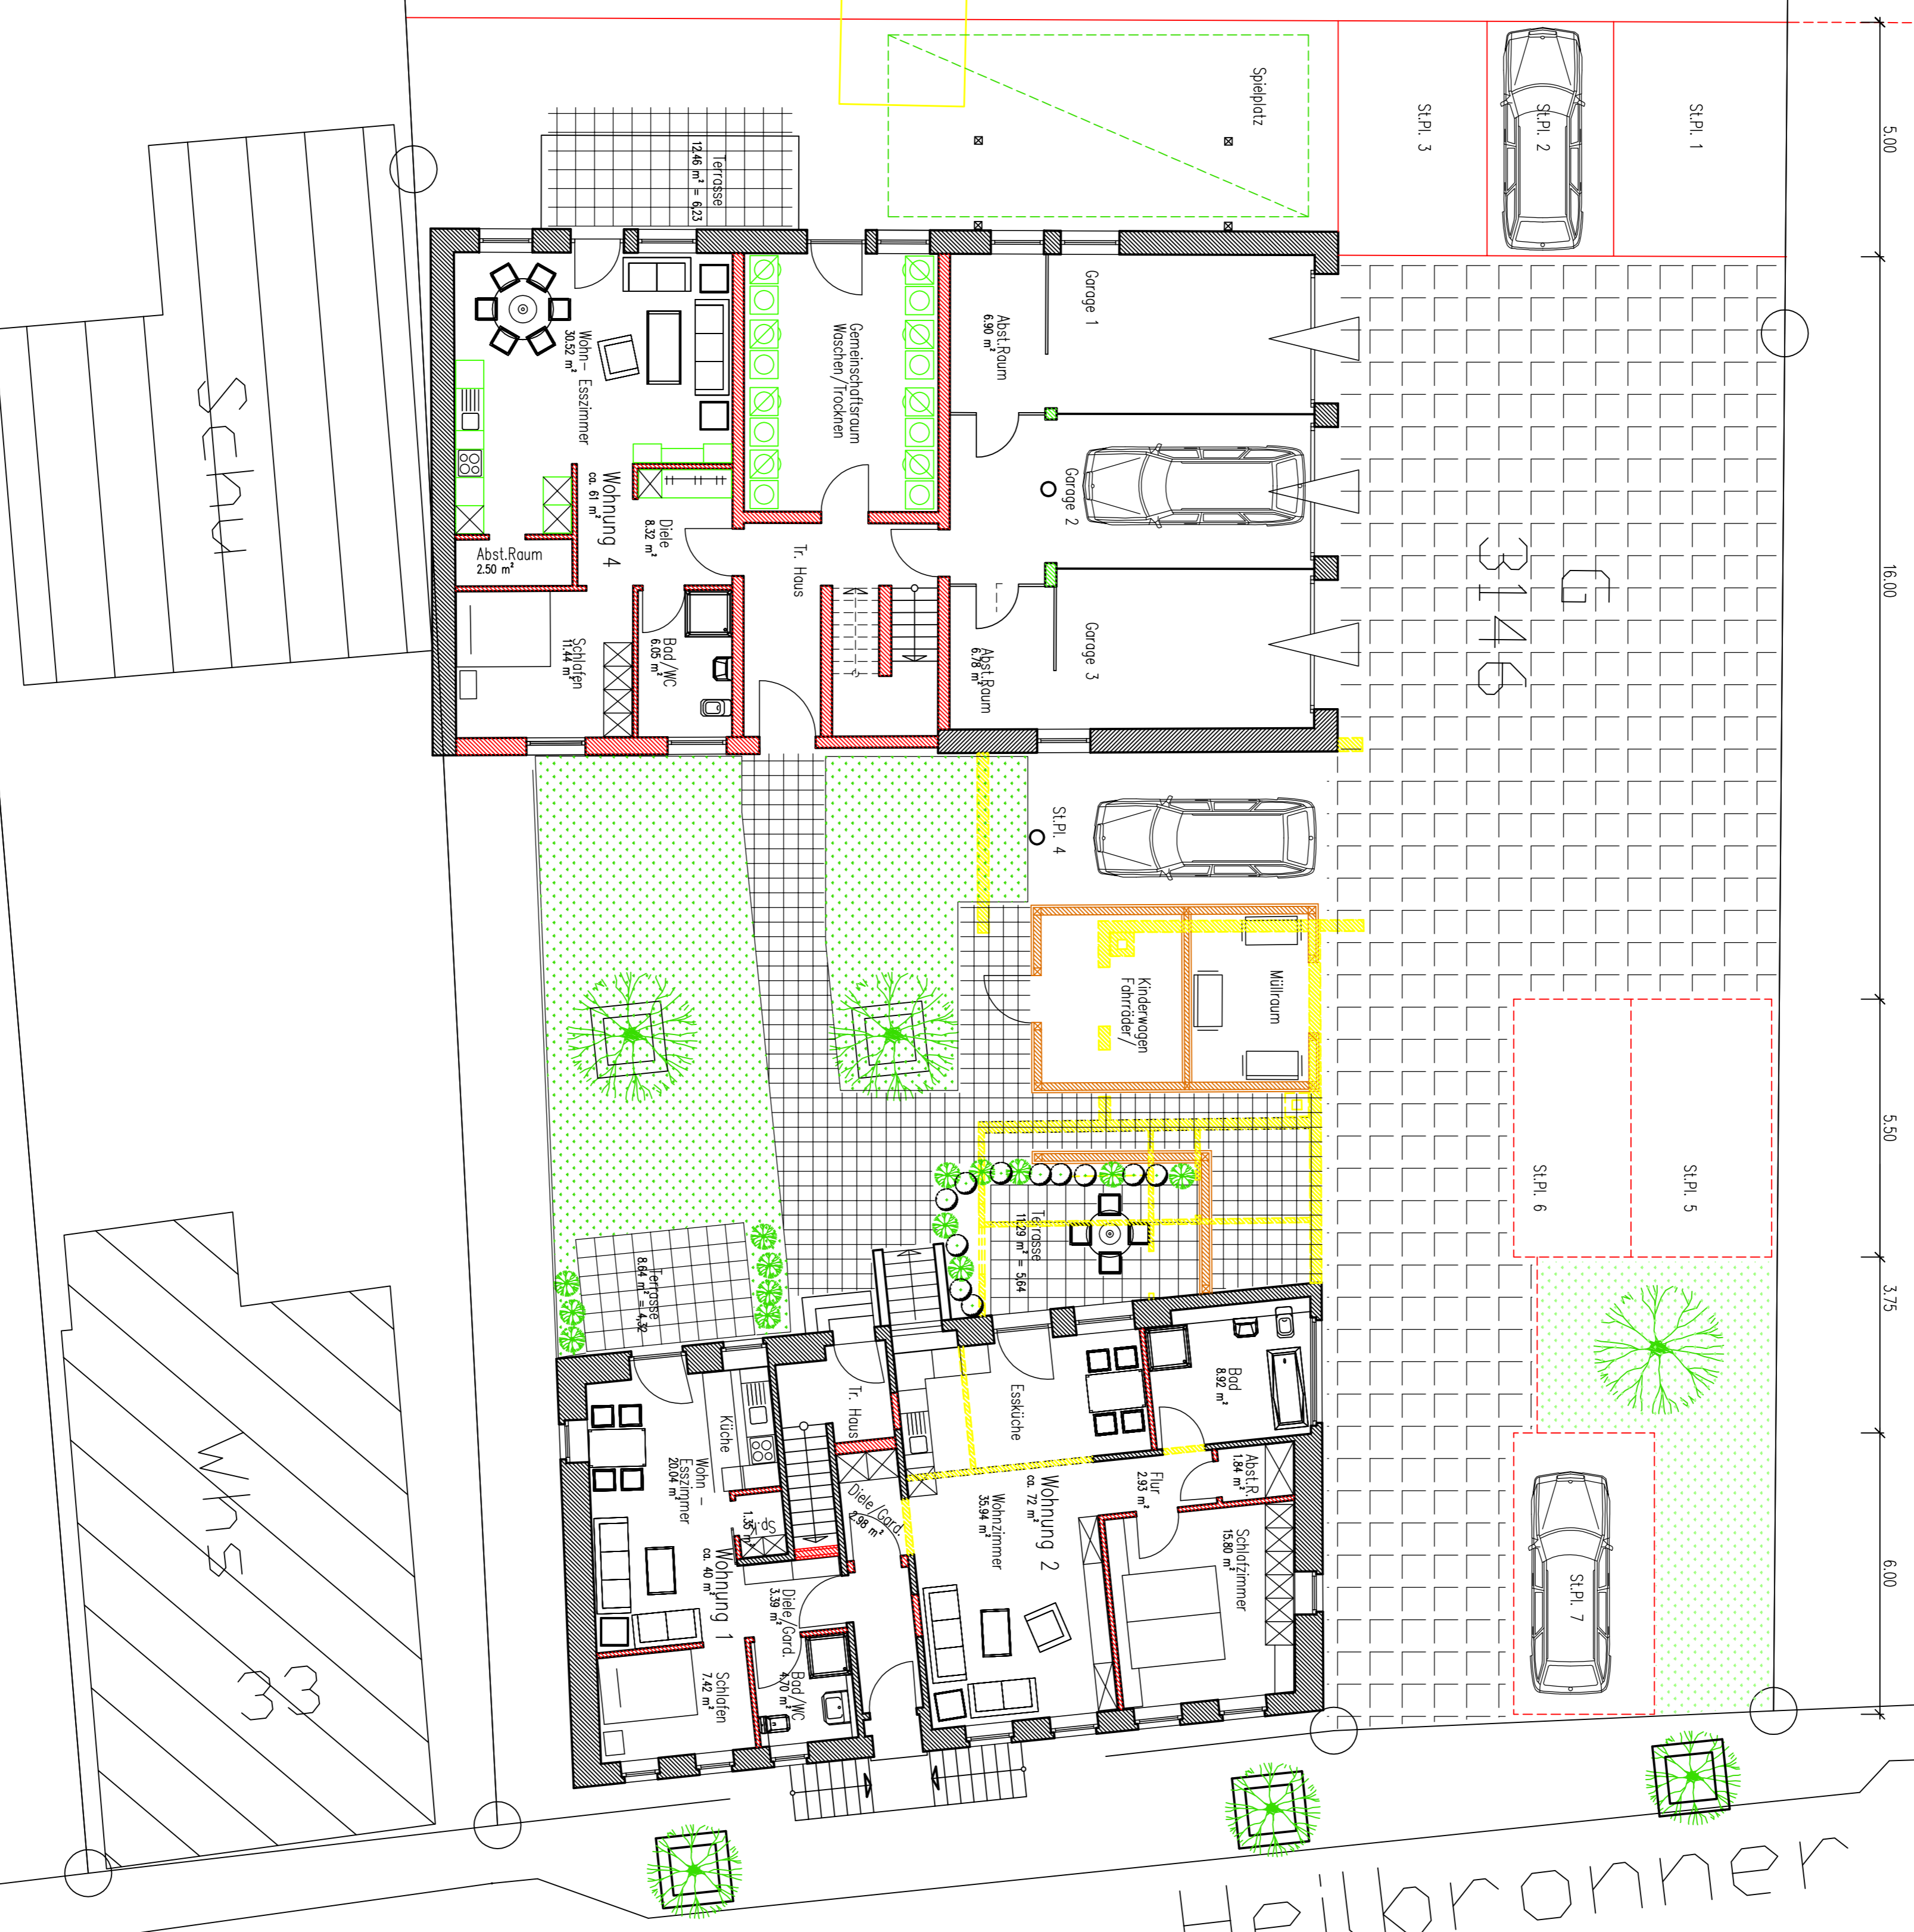 5.00
16.00
5.50
3.75
6.00
St.Pl. 1
St.Pl. 2
St.Pl. 3
Spielplatz
G
3146
Terrasse
12.46 m² = 6,23
Garage 1
Abst.Raum
6.90 m²
Garage 2
Garage 3
Abst.Raum
6.78 m²
Gemeinschaftsraum
Waschen/Trocknen
Wohn- Esszimmer
30.52 m²
Wohnung 4
ca. 61 m²
Diele
8.32 m²
Abst.Raum
2.50 m²
Tr. Haus
Bad/WC
6.05 m²
Schlafen
11.44 m²
Schu
St.Pl. 4
Müllraum
Kinderwagen
Fahrräder/
St.Pl. 5
St.Pl. 6
Terrasse
11.29 m² = 5,64
Terrasse
8.64 m² = 4,32
Bad
8.92 m²
Essküche
Tr. Haus
Küche
Abst.R.
1.84 m²
Flur
2.93 m²
Wohnung 2
ca. 72 m²
Wohnzimmer
35.94 m²
Schlafzimmer
15.80 m²
Diele/Gard.
2.98 m²
Wohn -
Esszimmer
20.04 m²
Sp.K.
1.35 m²
Wohnung 1
ca. 40 m²
Diele/Gard.
3.39 m²
Bad/WC
4.70 m²
Schlafen
7.42 m²
St.Pl. 7
Whs
33
Heilbronner